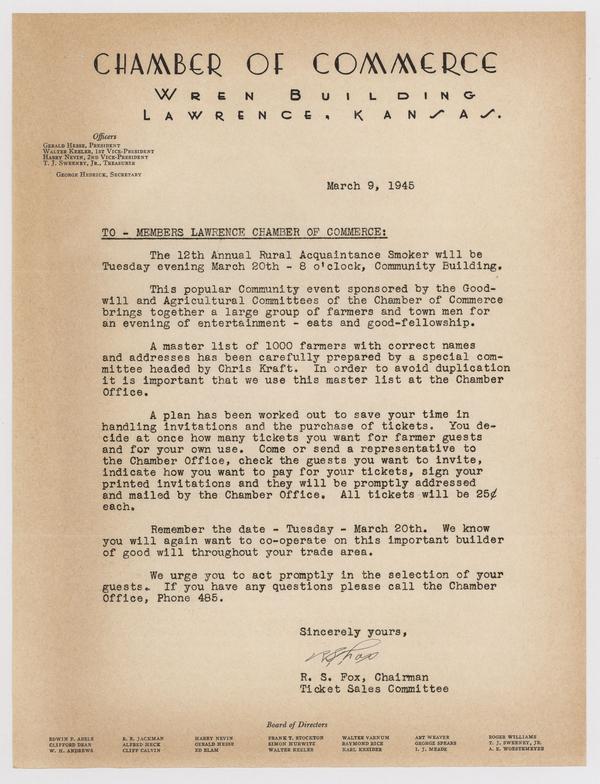 CHAMBER OF COMMERCE
WREN BUILDING
LAWRENCE, KANSAS.
Officers
GERALD HESSE, PRESIDENT
WALTER KEELER, 1ST VICE-PRESIDENT
HARRY NEVIN, 2ND VICE-PRESIDENT
T. J. SWEENEY, JR., TREASURER
GEORGE HEDRICK, SECRETARY
March 9, 1945
TO - MEMBERS LAWRENCE CHAMBER OF COMMERCE:
The 12th Annual Rural Acquaintance Smoker will be
Tuesday evening March 20th - 8 o'clock, Community Building.
This popular Community event sponsored by the Good-
will and Agricultural Committees of the Chamber of Commerce
brings together a large group of farmers and town men for
an evening of entertainment - eats and good-fellowship.
A master list of 1000 farmers with correct names
and addresses has been carefully prepared by a special com-
mittee headed by Chris Kraft. In order to avoid duplication
it is important that we use this master list at the Chamber
Office.
A plan has been worked out to save your time in
handling invitations and the purchase of tickets. You de-
cide at once how many tickets you want for farmer guests
and for your own use. Come or send a representative to
the Chamber Office, check the guests you want to invite,
indicate how you want to pay for your tickets, sign your
printed invitations and they will be promptly addressed
and mailed by the Chamber Office. All tickets will be 25¢
each.
Remember the date - Tuesday - March 20th. We know
you will again want to co-operate on this important builder
of good will throughout your trade area.
We urge you to act promptly in the selection of your
guests. If you have any questions please call the Chamber
Office, Phone 485.
Sincerely yours,
R S Fox
R. S. Fox, Chairman
Ticket Sales Committee
Board of Directors
EDWIN F. ABELS R. R. JACKMAN HARRY NEVIN FRANK T. STOCKTON WALTER VARNUM ART WEAVER ROGER WILLIAMS
CLIFFORD DEAN ALFRED HECK GERALD HESSE SIMON HURWITZ RAYMOND RICE GEORGE SPEARS T. J. SWEENEY, JR.
W. H. ANDREWS CLIFF CALVIN ED ELAM WALTER KEELER KARL KREIDER I. J. MEADE A. E. WOESTEMEYER